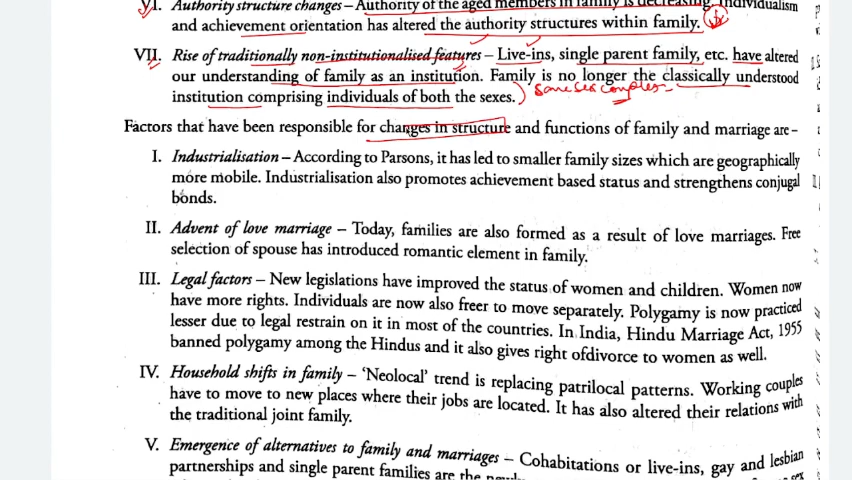 VI. Authority structure changes – Authority of the aged members in family is decreasing. Individualism
and achievement orientation has altered the authority structures within family.
VII. Rise of traditionally non-institutionalised features – Live-ins, single parent family, etc. have altered
our understanding of family as an institution. Family is no longer the classically understood
institution comprising individuals of both the sexes.) Same sex couples
Factors that have been responsible for changes in structure and functions of family and marriage are –
I. Industrialisation – According to Parsons, it has led to smaller family sizes which are geographically
more mobile. Industrialisation also promotes achievement based status and strengthens conjugal
bonds.
II. Advent of love marriage – Today, families are also formed as a result of love marriages. Free
selection of spouse has introduced romantic element in family.
III. Legal factors – New legislations have improved the status of women and children. Women now
have more rights. Individuals are now also freer to move separately. Polygamy is now practiced
lesser due to legal restrain on it in most of the countries. In India, Hindu Marriage Act, 1955
banned polygamy among the Hindus and it also gives right ofdivorce to women as well.
IV. Household shifts in family – 'Neolocal' trend is replacing patrilocal patterns. Working couples
have to move to new places where their jobs are located. It has also altered their relations with
the traditional joint family.
V. Emergence of alternatives to family and marriages – Cohabitations or live-ins, gay and lesbian
partnerships and single parent families are the